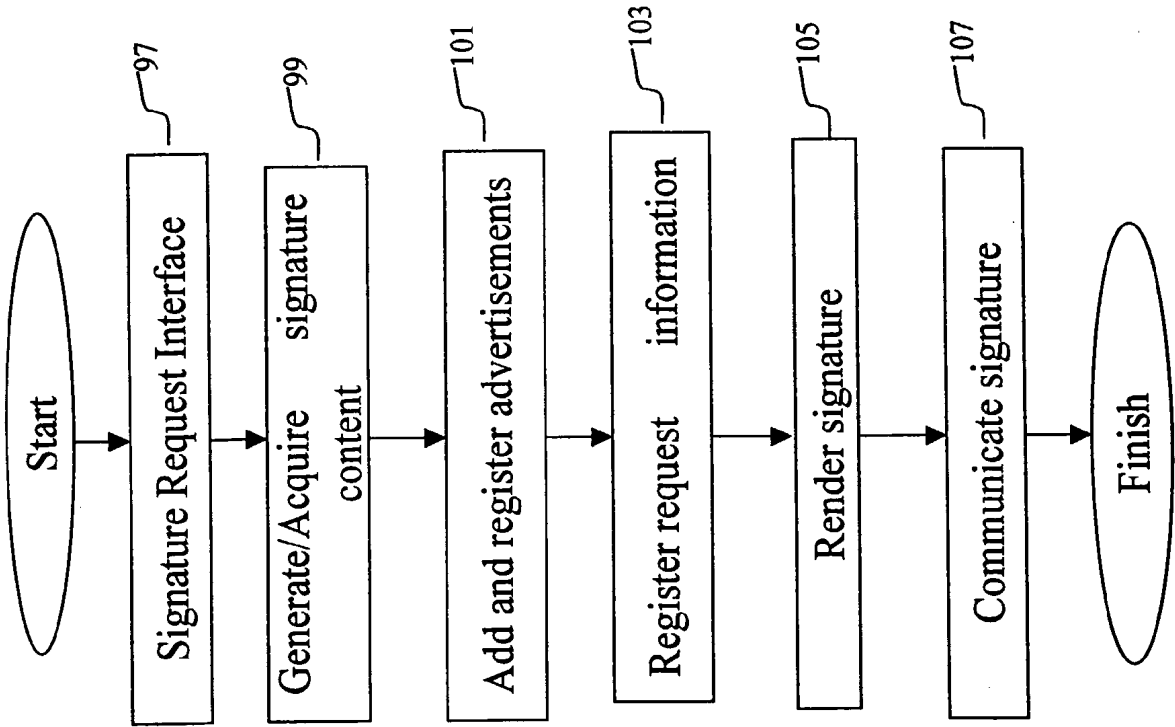 Start
Signature Request Interface
97
Generate/Acquire signature
content
99
Add and register advertisements
101
Register request information
103
Render signature
105
Communicate signature
107
Finish